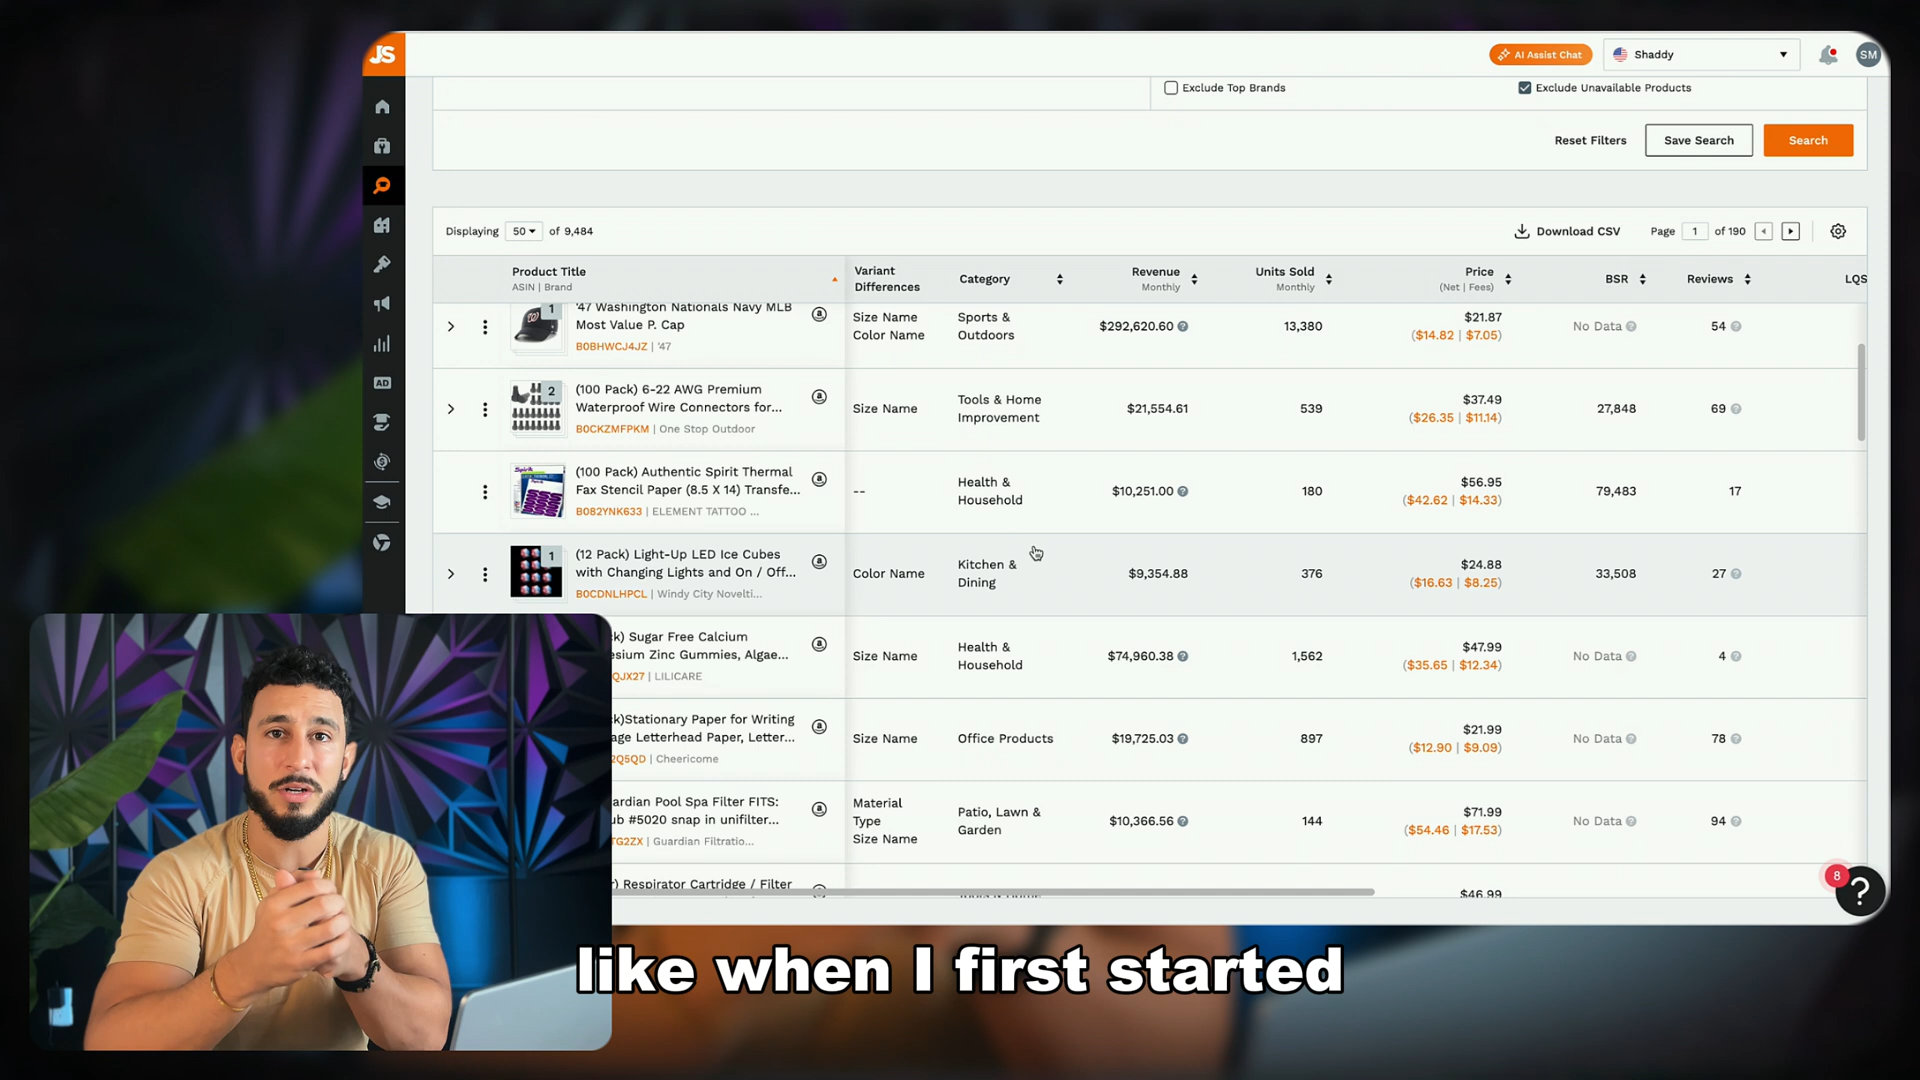 JS
AI Assist Chat
Shaddy
SM
Exclude Top Brands
Exclude Unavailable Products
Reset Filters
Save Search
Search
Displaying 50 of 9,484
Download CSV
Page 1 of 190
Product Title
ASIN | Brand
Variant
Differences
Category
Revenue
Monthly
Units Sold
Monthly
Price
(Net | Fees)
BSR
Reviews
LQS
1
'47 Washington Nationals Navy MLB
Most Value P. Cap
B0BHWCJ4JZ | '47
Size Name
Color Name
Sports &
Outdoors
$292,620.60
13,380
$21.87
($14.82 | $7.05)
No Data
54
2
(100 Pack) 6-22 AWG Premium
Waterproof Wire Connectors for...
B0CKZMFPKM | One Stop Outdoor
Size Name
Tools & Home
Improvement
$21,554.61
539
$37.49
($26.35 | $11.14)
27,848
69
(100 Pack) Authentic Spirit Thermal
Fax Stencil Paper (8.5 X 14) Transfe...
B082YNK633 | ELEMENT TATTOO ...
--
Health &
Household
$10,251.00
180
$56.95
($42.62 | $14.33)
79,483
17
1
(12 Pack) Light-Up LED Ice Cubes
with Changing Lights and On / Off...
B0CDNLHPCL | Windy City Novelti...
Color Name
Kitchen &
Dining
$9,354.88
376
$24.88
($16.63 | $8.25)
33,508
27
k) Sugar Free Calcium
esium Zinc Gummies, Algae...
QJX27 | LILICARE
Size Name
Health &
Household
$74,960.38
1,562
$47.99
($35.65 | $12.34)
No Data
4
k)Stationary Paper for Writing
age Letterhead Paper, Letter...
2Q5QD | Cheericome
Size Name
Office Products
$19,725.03
897
$21.99
($12.90 | $9.09)
No Data
78
ardian Pool Spa Filter FITS:
ub #5020 snap in unifilter...
TG2ZX | Guardian Filtratio...
Material
Type
Size Name
Patio, Lawn &
Garden
$10,366.56
144
$71.99
($54.46 | $17.53)
No Data
94
) Respirator Cartridge / Filter
$46.99
8
?
AD
like when I first started